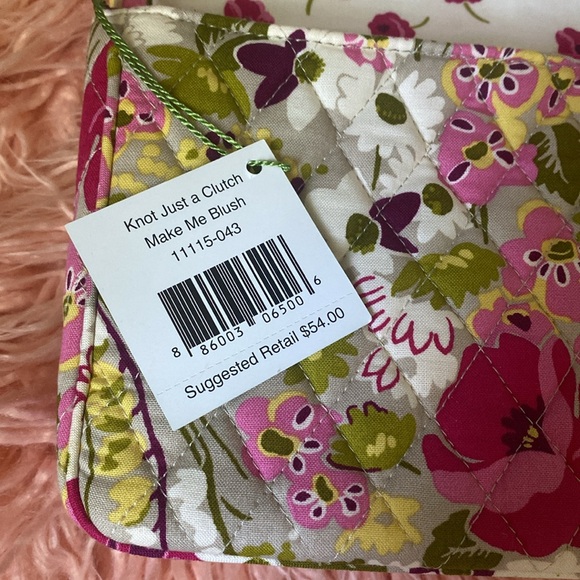 Knot Just a Clutch
Make Me Blush
11115-043
8 86003 06500 6
Suggested Retail $54.00